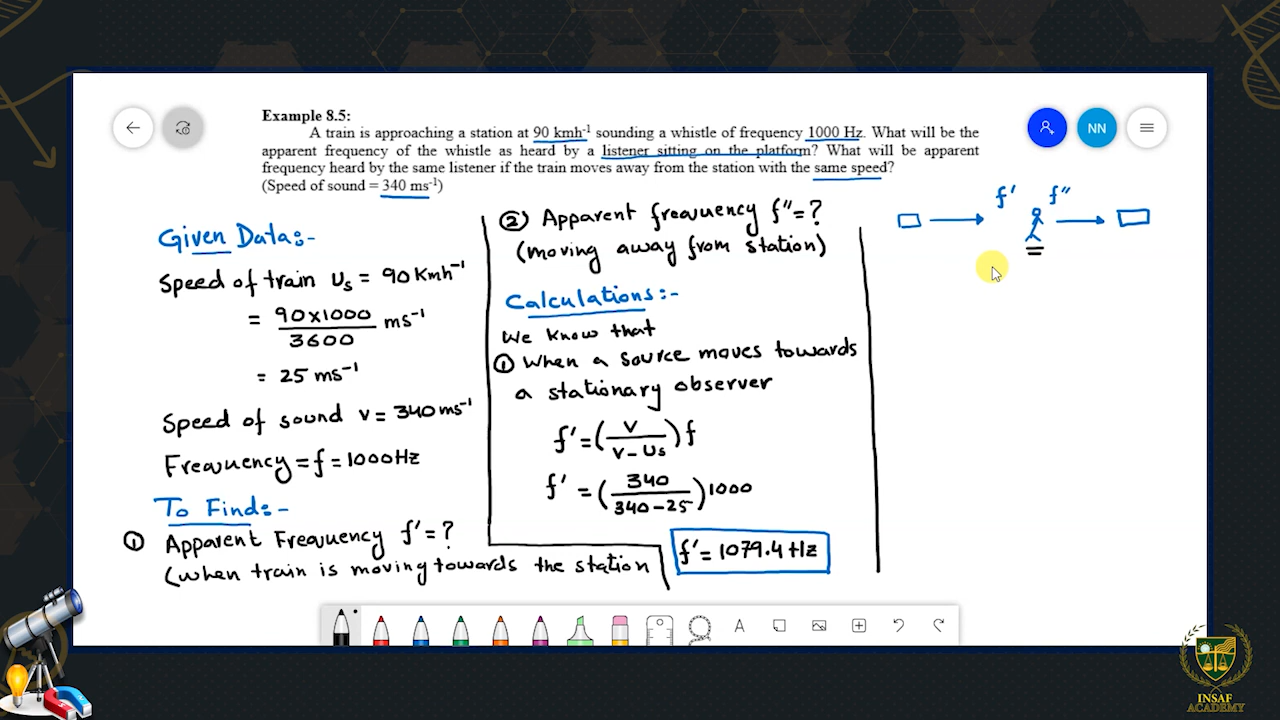 Example 8.5:
A train is approaching a station at 90 kmh⁻¹ sounding a whistle of frequency 1000 Hz. What will be the
apparent frequency of the whistle as heard by a listener sitting on the platform? What will be apparent
frequency heard by the same listener if the train moves away from the station with the same speed?
(Speed of sound = 340 ms⁻¹)
NN
Given Data:-
Speed of train Us = 90 Kmh⁻¹
= 90x1000/3600 ms⁻¹
= 25 ms⁻¹
Speed of sound v = 340 ms⁻¹
Frequency = f = 1000Hz
To Find:-
① Apparent Frequency f' = ?
(when train is moving towards the station
② Apparent frequency f" = ?
(moving away from station)
Calculations:-
We know that
① When a source moves towards
a stationary observer
f' = (v/v-Us) f
f' = (340/340-25) 1000
f' = 1079.4 Hz
f' f"
A
INSAF
ACADEMY